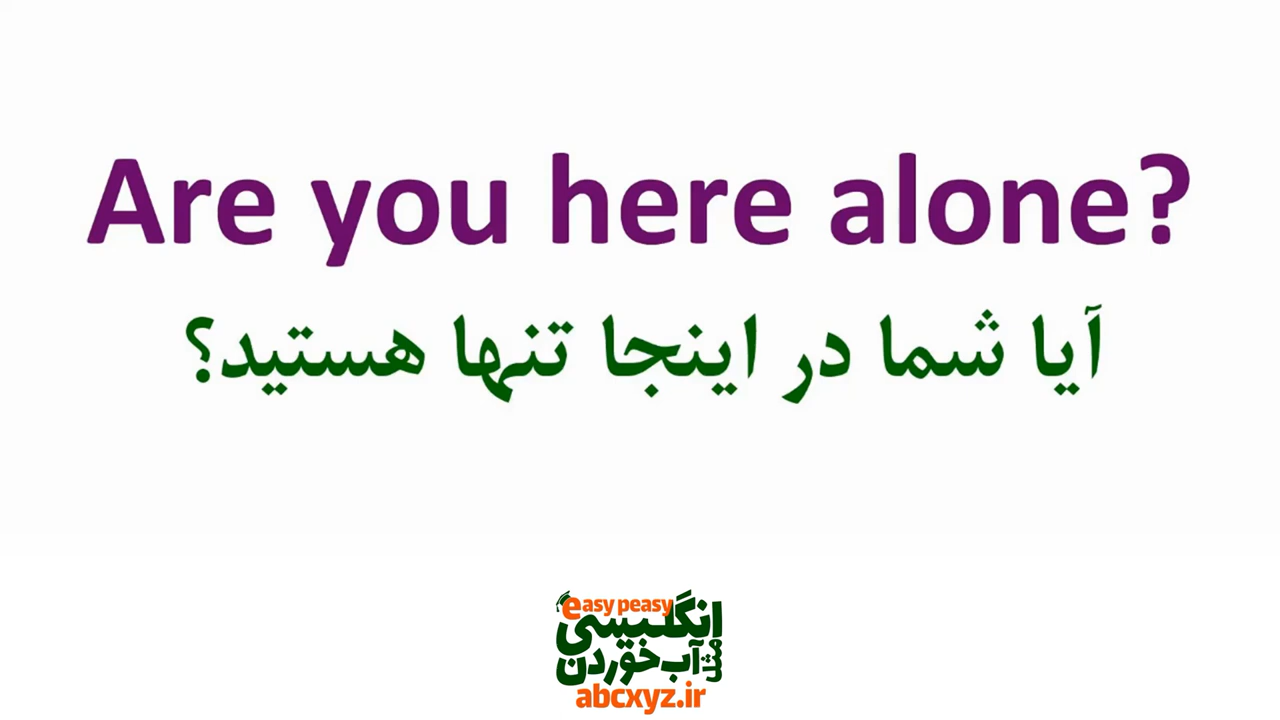 Are you here alone?
آیا شما در اینجا تنها هستید؟
easy peasy
انگلیسی
مثل آب خوردن
abcxyz.ir